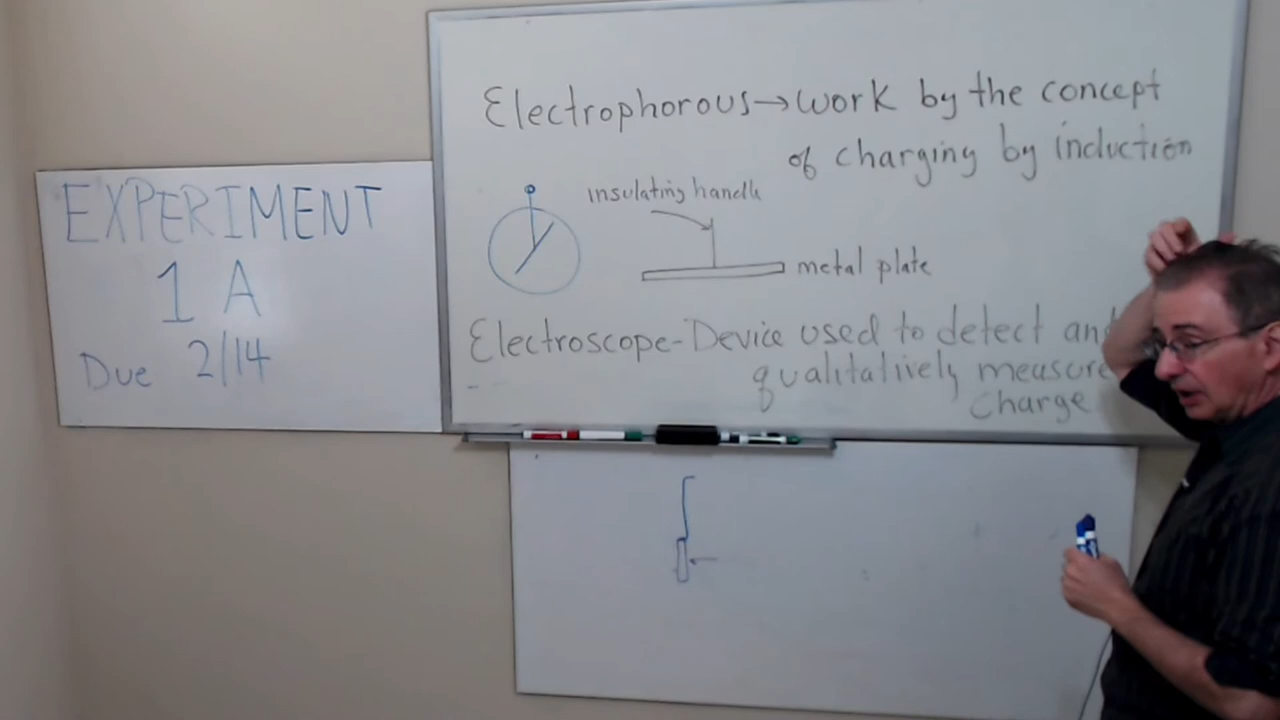 EXPERIMENT
1 A
Due 2/14
Electrophorous→work by the concept
of charging by induction
insulating handle
metal plate
Electroscope-Device used to detect and
qualitatively measure
charge